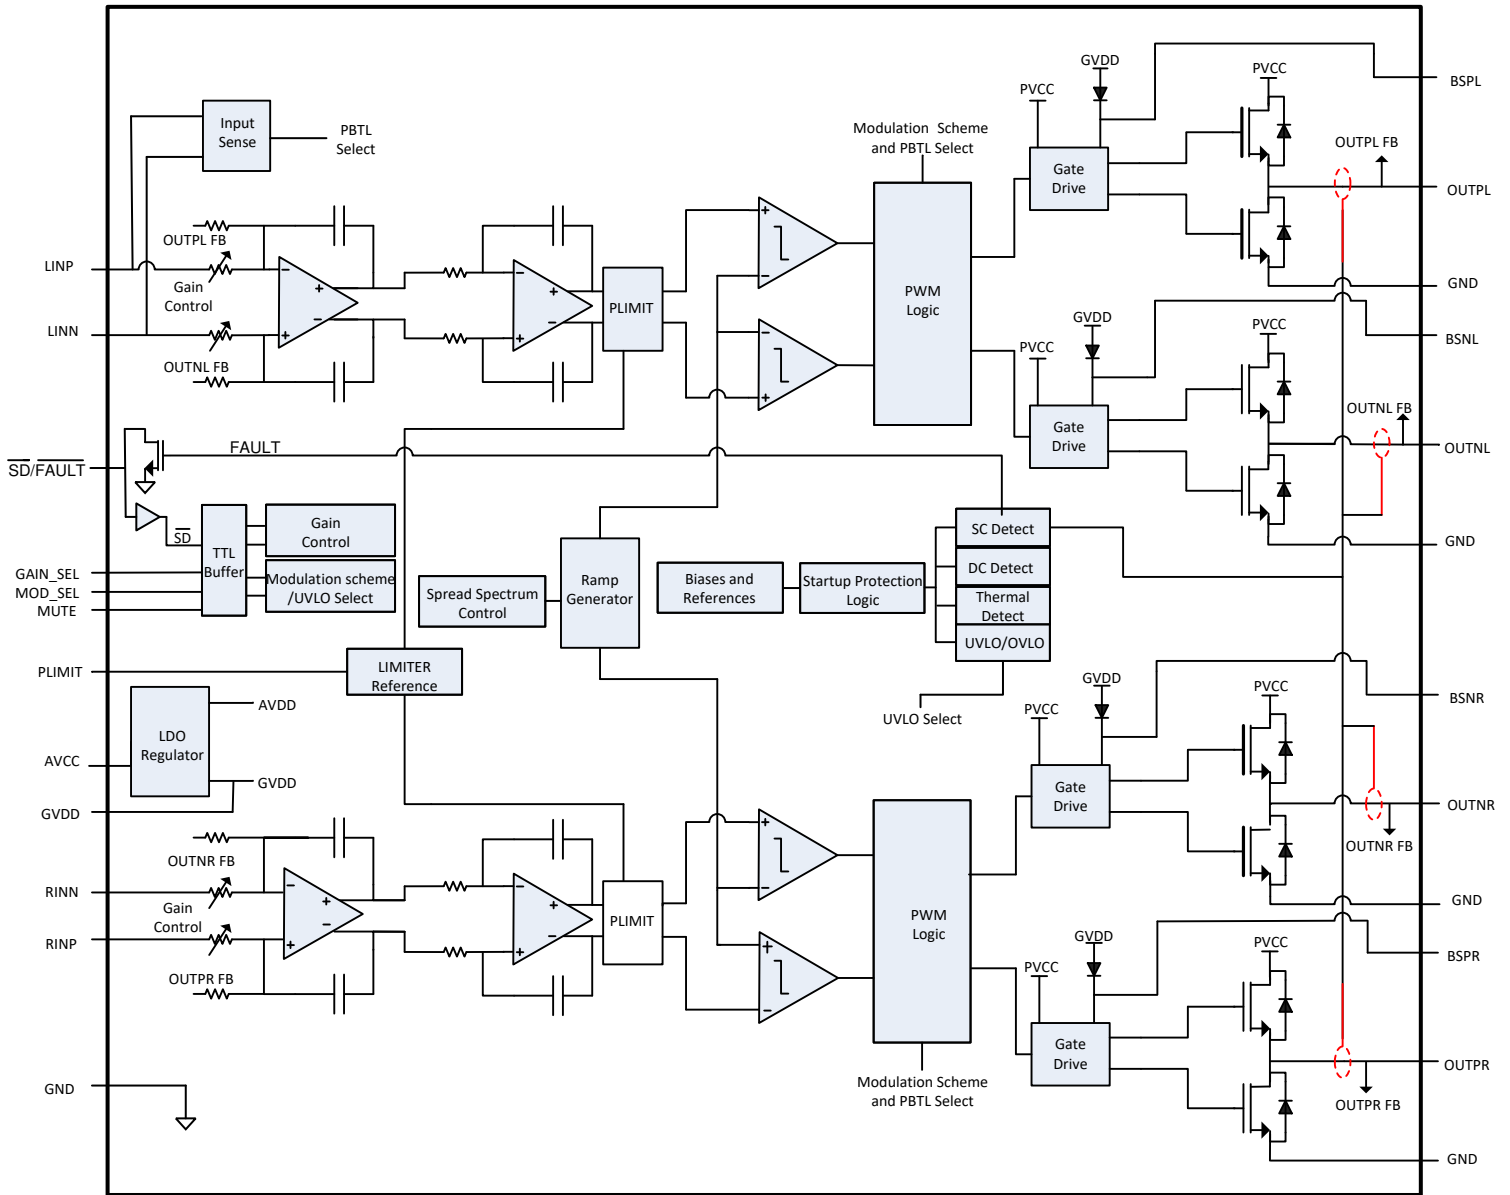 GVDD
PVCC
PVCC
BSPL
Input
Sense
PBTL
Select
Modulation Scheme
and PBTL Select
OUTPL FB
Gate
Drive
OUTPL
OUTPL FB
LINP
Gain
Control
PLIMIT
PWM
Logic
GND
LINN
OUTNL FB
GVDD
PVCC
PVCC
BSNL
OUTNL FB
Gate
Drive
OUTNL
SD/FAULT
FAULT
SD
TTL
Buffer
Gain
Control
SC Detect
GND
GAIN_SEL
MOD_SEL
MUTE
Modulation scheme
/UVLO Select
Spread Spectrum
Control
Ramp
Generator
Biases and
References
Startup Protection
Logic
DC Detect
Thermal
Detect
UVLO/OVLO
PLIMIT
LIMITER
Reference
UVLO Select
GVDD
PVCC
PVCC
BSNR
LDO
Regulator
AVDD
AVCC
GVDD
GVDD
Gate
Drive
OUTNR
OUTNR FB
OUTNR FB
RINN
Gain
Control
RINP
OUTPR FB
PLIMIT
PWM
Logic
GND
GVDD
PVCC
PVCC
BSPR
Gate
Drive
OUTPR
OUTPR FB
GND
Modulation Scheme
and PBTL Select
GND